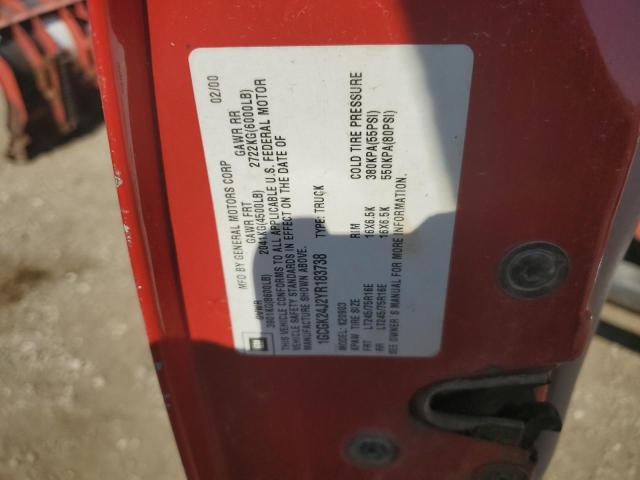 MFD BY GENERAL MOTORS CORP 02/00
GVWR GAWR FRT GAWR RR
3901KG(8600LB) 2041KG(4500LB) 2722KG(6000LB)
THIS VEHICLE CONFORMS TO ALL APPLICABLE U.S. FEDERAL MOTOR
VEHICLE SAFETY STANDARDS IN EFFECT ON THE DATE OF
MANUFACTURE SHOWN ABOVE.
1GCGK24J2YR183738 TYPE: TRUCK
MODEL: K20903
KPAW TIRE SIZE RIM COLD TIRE PRESSURE
FRT LT245/75R16E 16X6.5K 380KPA(55PSI)
RR LT245/75R16E 16X6.5K 550KPA(80PSI)
SEE OWNER'S MANUAL FOR MORE INFORMATION.
GM